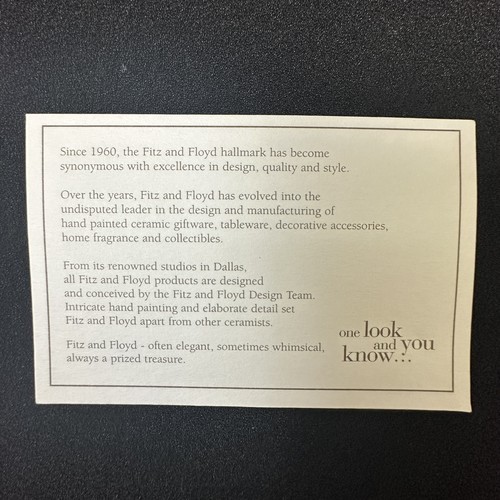 Since 1960, the Fitz and Floyd hallmark has become
synonymous with excellence in design, quality and style.
Over the years, Fitz and Floyd has evolved into the
undisputed leader in the design and manufacturing of
hand painted ceramic giftware, tableware, decorative accessories,
home fragrance and collectibles.
From its renowned studios in Dallas,
all Fitz and Floyd products are designed
and conceived by the Fitz and Floyd Design Team.
Intricate hand painting and elaborate detail set
Fitz and Floyd apart from other ceramists.
Fitz and Floyd - often elegant, sometimes whimsical,
always a prized treasure.
one look
and you
know...